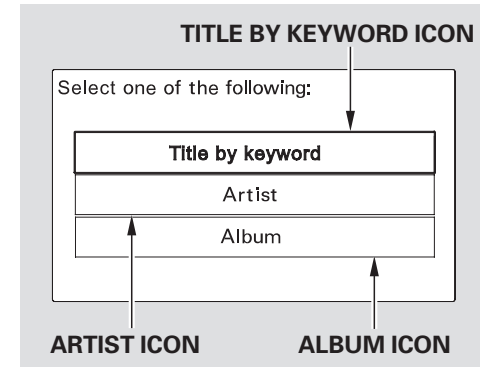 TITLE BY KEYWORD ICON
Select one of the following:
Title by keyword
Artist
Album
ARTIST ICON
ALBUM ICON